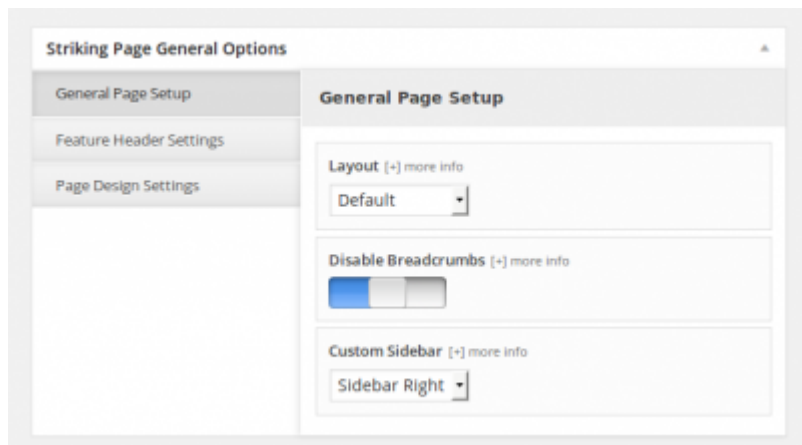 Striking Page General Options
General Page Setup
Feature Header Settings
Page Design Settings
General Page Setup
Layout [+] more info
Default
Disable Breadcrumbs [+] more info
Custom Sidebar [+] more info
Sidebar Right